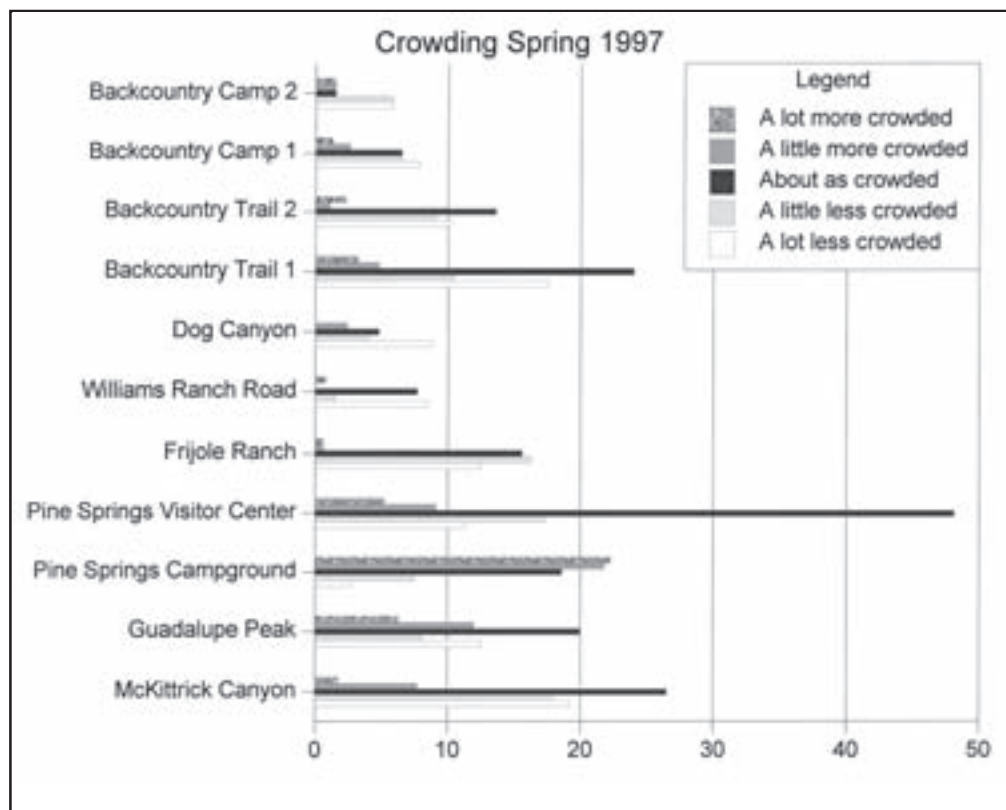 Crowding Spring 1997
Legend
A lot more crowded
A little more crowded
About as crowded
A little less crowded
A lot less crowded
Backcountry Camp 2
Backcountry Camp 1
Backcountry Trail 2
Backcountry Trail 1
Dog Canyon
Williams Ranch Road
Frijole Ranch
Pine Springs Visitor Center
Pine Springs Campground
Guadalupe Peak
McKittrick Canyon
0 10 20 30 40 50